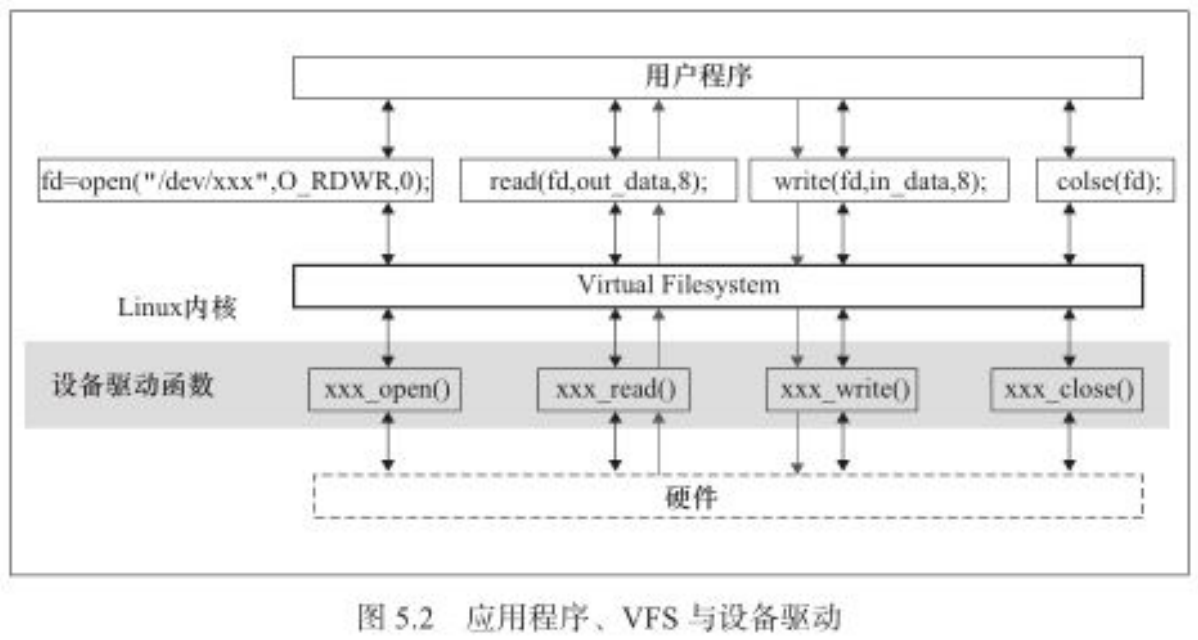 用户程序
fd=open("/dev/xxx",O_RDWR,0);
read(fd,out_data,8);
write(fd,in_data,8);
colse(fd);
Virtual Filesystem
Linux内核
设备驱动函数
xxx_open()
xxx_read()
xxx_write()
xxx_close()
硬件
图 5.2 应用程序、VFS 与设备驱动